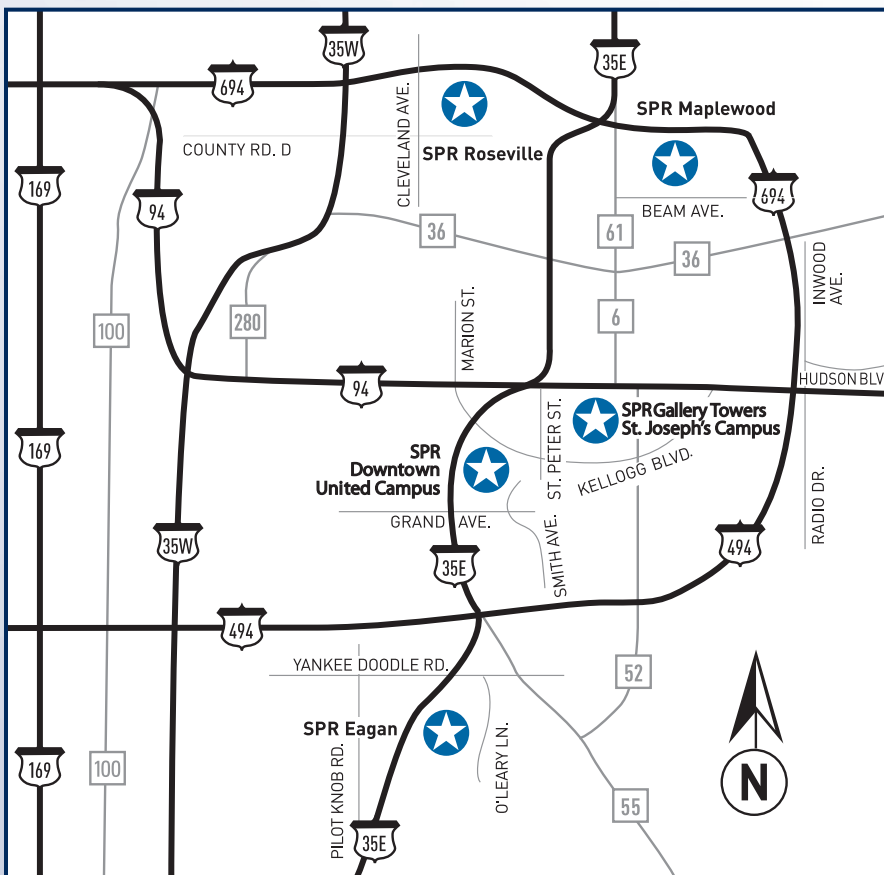 35W
35E
694
CLEVELAND AVE.
SPR Maplewood
COUNTY RD. D
SPR Roseville
169
94
694
BEAM AVE.
36
61
36
INWOOD
AVE.
100
280
MARION ST.
6
94
HUDSON BLV
ST. PETER ST.
SPR Gallery Towers
St. Joseph's Campus
169
SPR
Downtown
United Campus
KELLOGG BLVD.
RADIO DR.
GRAND AVE.
SMITH AVE.
35W
35E
494
494
YANKEE DOODLE RD.
52
SPR Eagan
PILOT KNOB RD.
O'LEARY LN.
169
100
55
N
35E